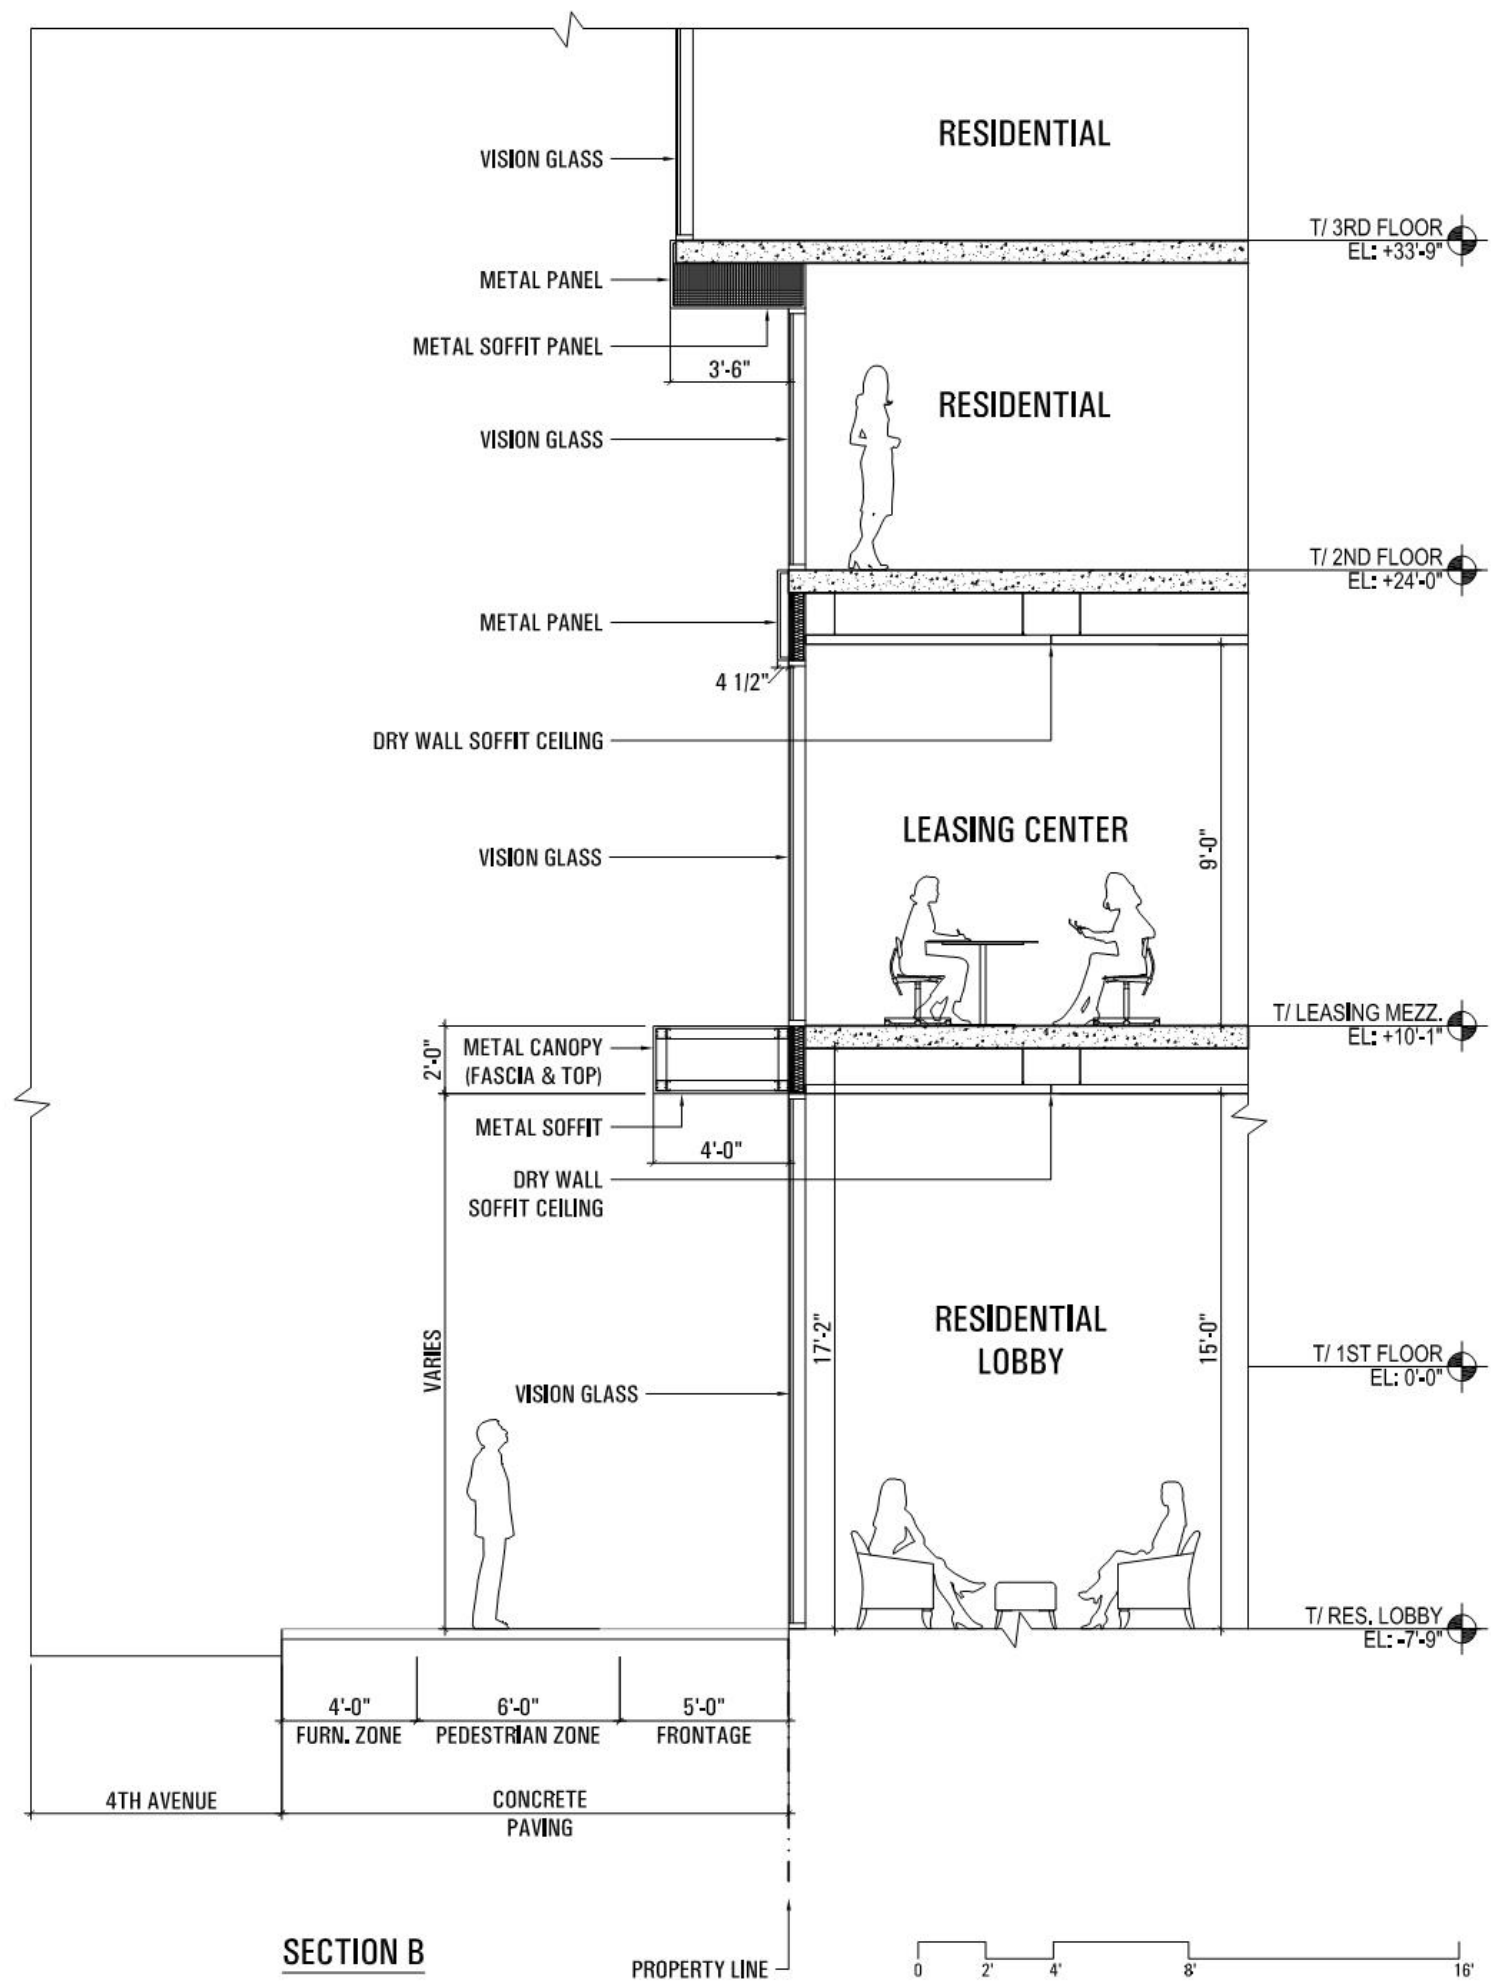 RESIDENTIAL
VISION GLASS
T/ 3RD FLOOR
EL: +33'-9"
METAL PANEL
METAL SOFFIT PANEL
3'-6"
RESIDENTIAL
VISION GLASS
T/ 2ND FLOOR
EL: +24'-0"
METAL PANEL
4 1/2"
DRY WALL SOFFIT CEILING
LEASING CENTER
9'-0"
VISION GLASS
T/ LEASING MEZZ.
EL: +10'-1"
2'-0"
METAL CANOPY
(FASCIA & TOP)
METAL SOFFIT
4'-0"
DRY WALL
SOFFIT CEILING
RESIDENTIAL
LOBBY
17'-2"
15'-0"
VARIES
T/ 1ST FLOOR
EL: 0'-0"
VISION GLASS
T/ RES. LOBBY
EL: -7'-9"
4'-0"
6'-0"
5'-0"
FURN. ZONE
PEDESTRIAN ZONE
FRONTAGE
4TH AVENUE
CONCRETE
PAVING
SECTION B
PROPERTY LINE
0 2' 4' 8' 16'